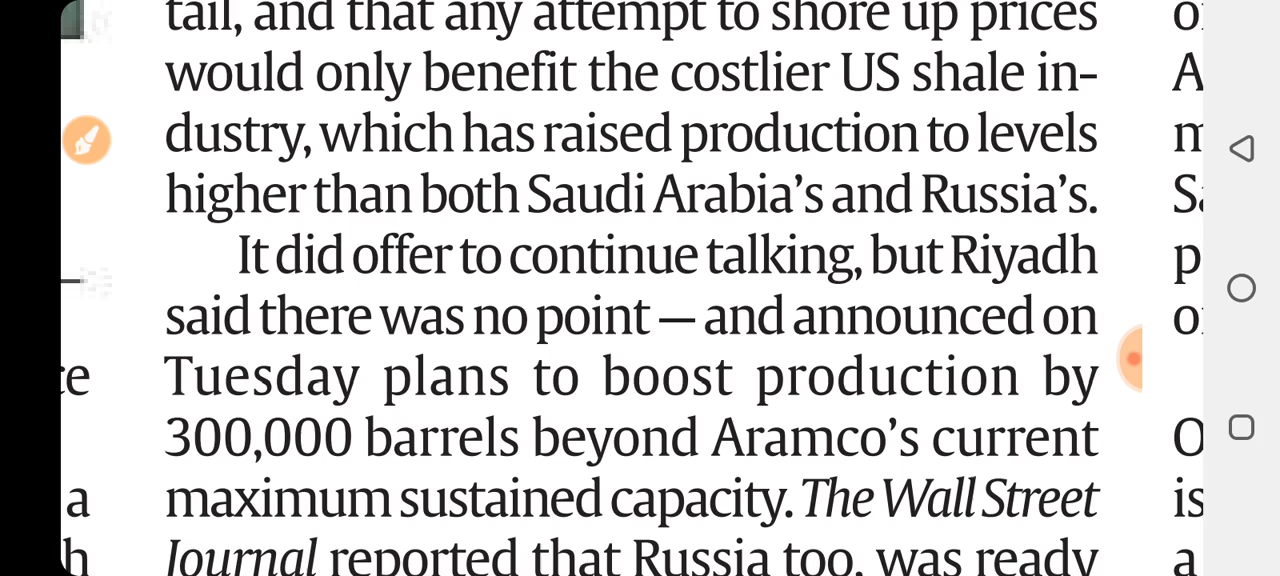 tail, and that any attempt to shore up prices
would only benefit the costlier US shale in-
dustry, which has raised production to levels
higher than both Saudi Arabia's and Russia's.
It did offer to continue talking, but Riyadh
said there was no point — and announced on
Tuesday plans to boost production by
300,000 barrels beyond Aramco's current
maximum sustained capacity. The Wall Street
Journal reported that Russia too, was ready